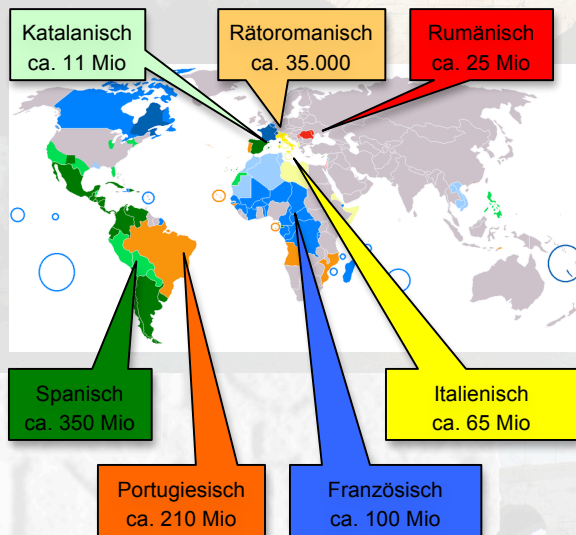 Katalanisch
ca. 11 Mio
Rätoromanisch
ca. 35.000
Rumänisch
ca. 25 Mio
Spanisch
ca. 350 Mio
Italienisch
ca. 65 Mio
Portugiesisch
ca. 210 Mio
Französisch
ca. 100 Mio